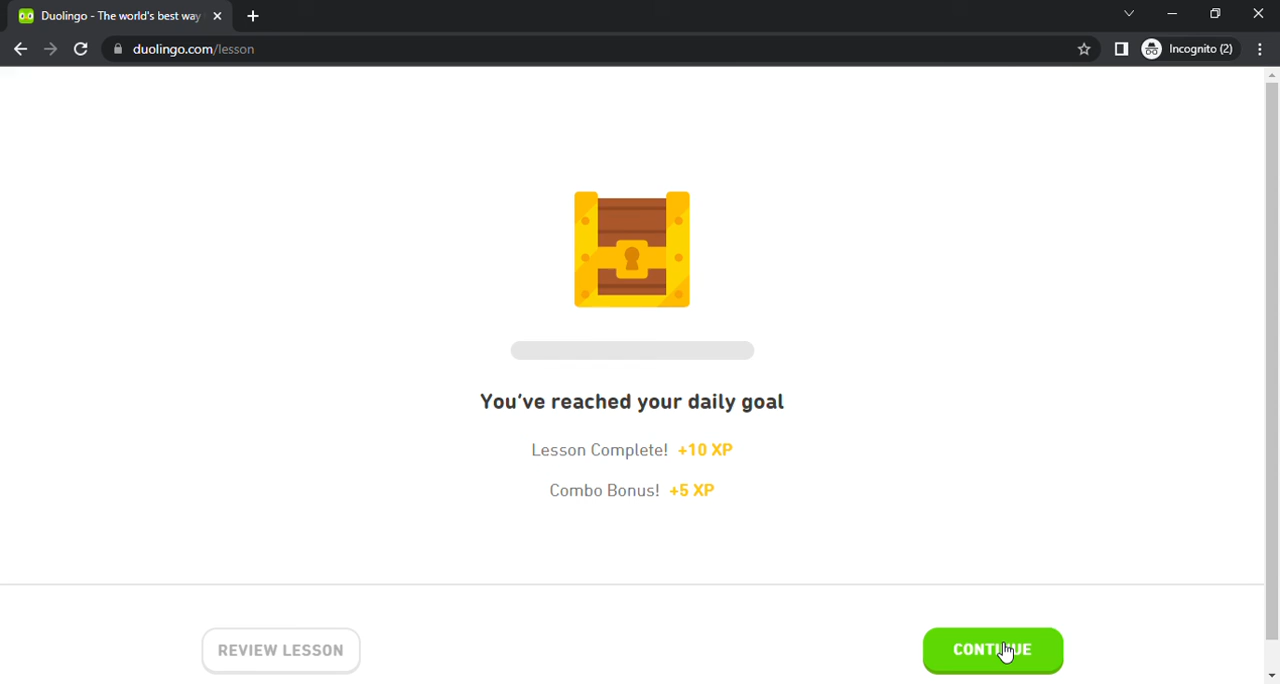 Duolingo - The world's best way
duolingo.com/lesson
Incognito (2)
You've reached your daily goal
Lesson Complete! +10 XP
Combo Bonus! +5 XP
REVIEW LESSON
CONTINUE